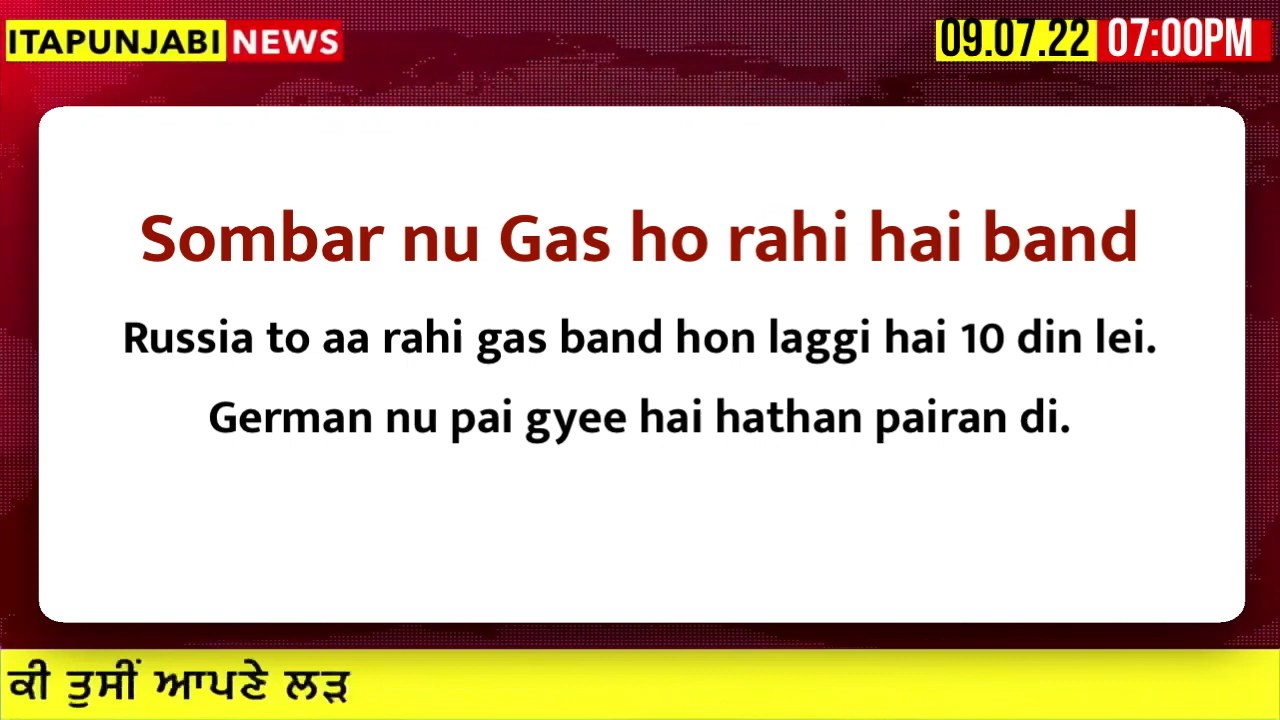 ITAPUNJABI NEWS
09.07.22 07:00PM
Sombar nu Gas ho rahi hai band
Russia to aa rahi gas band hon laggi hai 10 din lei.
German nu pai gyee hai hathan pairan di.
ਕੀ ਤੁਸੀਂ ਆਪਣੇ ਲੜ